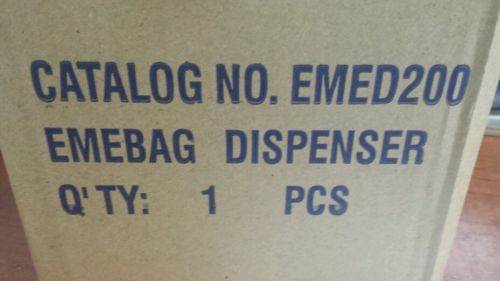 CATALOG NO. EMED200
EMEBAG DISPENSER
Q'TY: 1 PCS